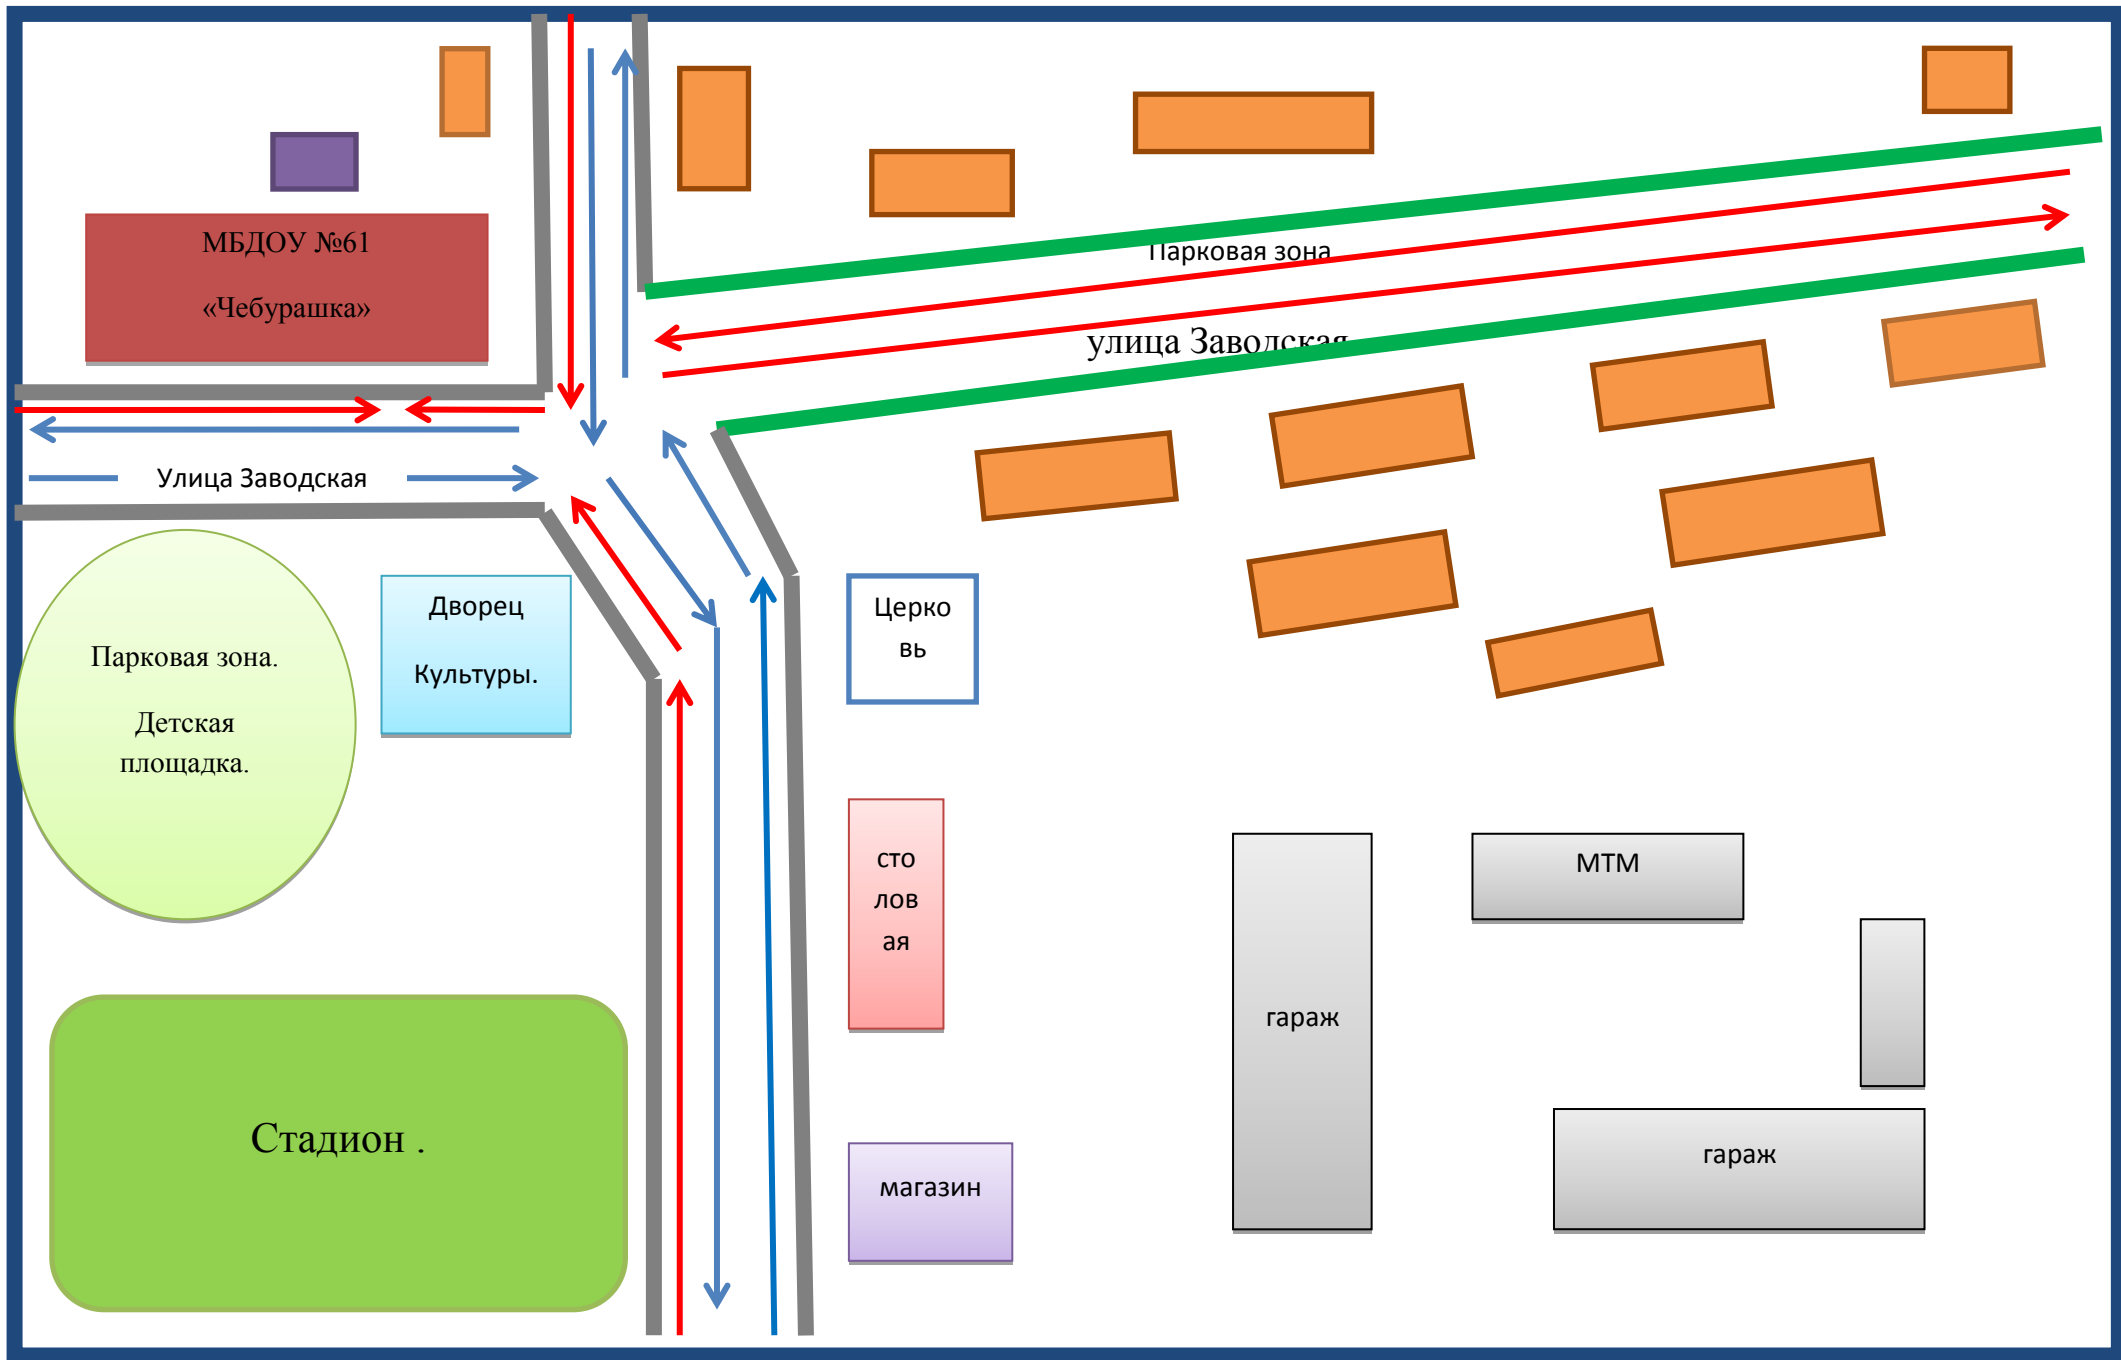 МБДОУ №61
«Чебурашка»
Парковая зона
улица Заводская
Улица Заводская
Дворец
Культуры.
Церко
вь
Парковая зона.
Детская
площадка.
сто
лов
ая
МТМ
гараж
Стадион .
магазин
гараж